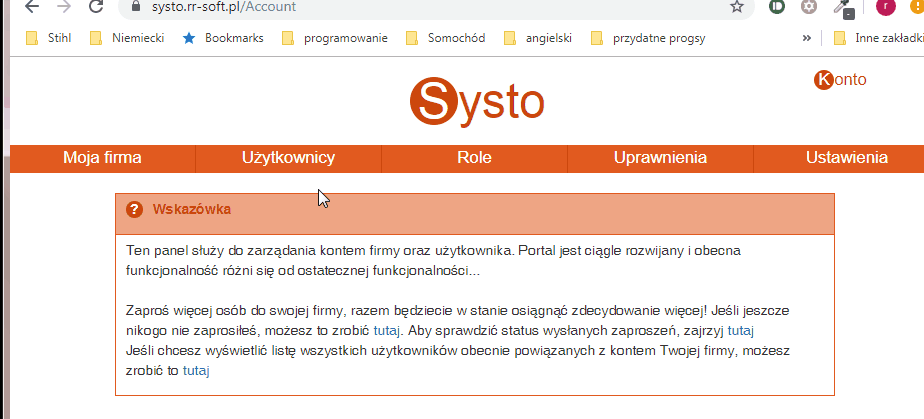 systo.rr-soft.pl/Account
r
Stihl Niemiecki Bookmarks programowanie Samochód angielski przydatne progsy » Inne zakładki
Systo
Konto
Moja firma Użytkownicy Role Uprawnienia Ustawienia
? Wskazówka
Ten panel służy do zarządania kontem firmy oraz użytkownika. Portal jest ciągle rozwijany i obecna
funkcjonalność różni się od ostatecznej funkcjonalności...
Zaproś więcej osób do swojej firmy, razem będziecie w stanie osiągnąć zdecydowanie więcej! Jeśli jeszcze
nikogo nie zaprosiłeś, możesz to zrobić tutaj. Aby sprawdzić status wysłanych zaproszeń, zajrzyj tutaj
Jeśli chcesz wyświetlić listę wszystkich użytkowników obecnie powiązanych z kontem Twojej firmy, możesz
zrobić to tutaj